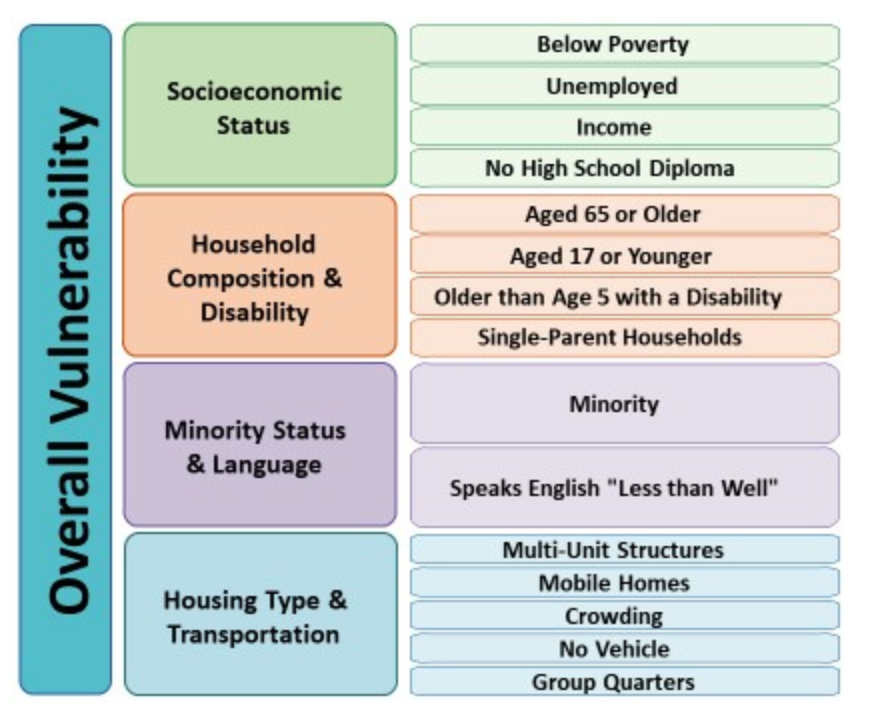 Overall Vulnerability
Socioeconomic
Status
Below Poverty
Unemployed
Income
No High School Diploma
Household
Composition &
Disability
Aged 65 or Older
Aged 17 or Younger
Older than Age 5 with a Disability
Single-Parent Households
Minority Status
& Language
Minority
Speaks English "Less than Well"
Housing Type &
Transportation
Multi-Unit Structures
Mobile Homes
Crowding
No Vehicle
Group Quarters